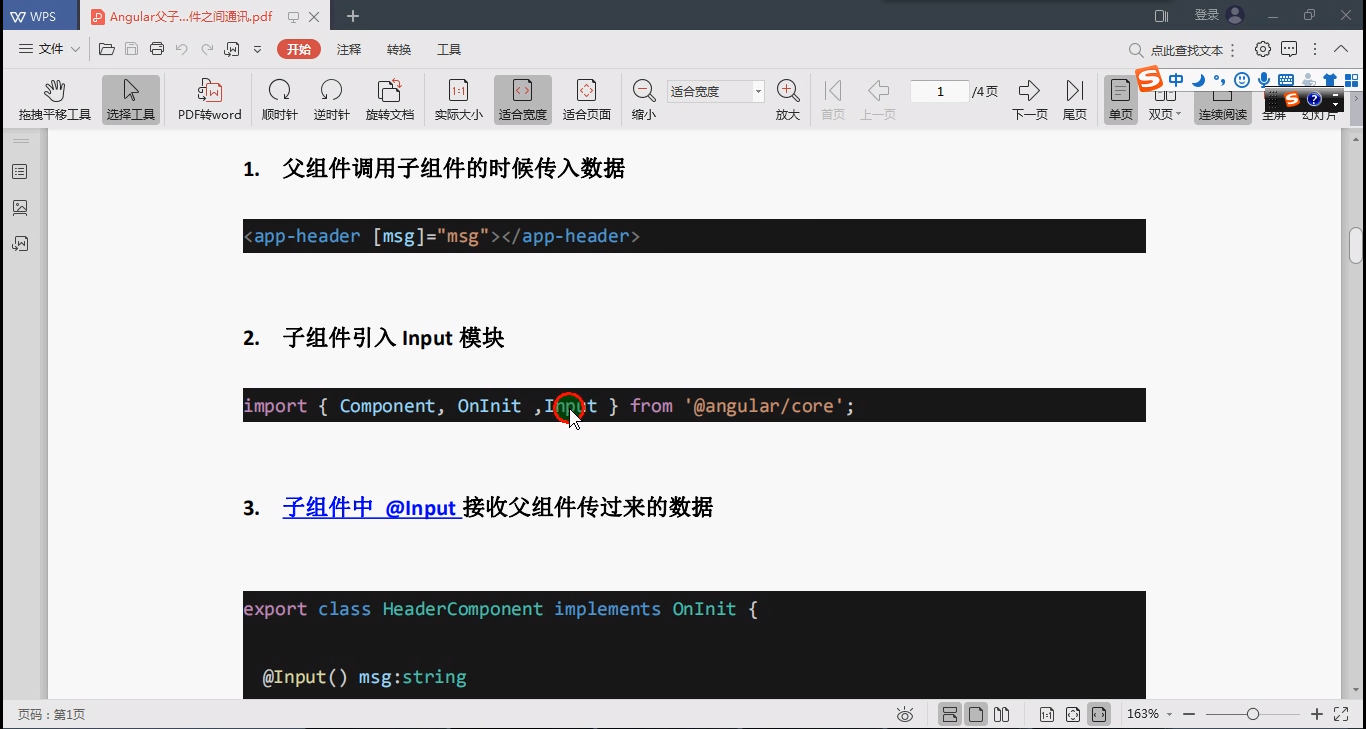 WPS Angular父子...件之间通讯.pdf 登录
文件 开始 注释 转换 工具 点此查找文本
拖拽平移工具 选择工具 PDF转word 顺时针 逆时针 旋转文档 实际大小 适合宽度 适合页面 缩小 适合宽度 放大 首页 上一页 1 /4页 下一页 尾页 单页 双页 连续阅读 全屏 幻灯片
中
1. 父组件调用子组件的时候传入数据
<app-header [msg]="msg"></app-header>
2. 子组件引入 Input 模块
import { Component, OnInit ,Input } from '@angular/core';
3. 子组件中 @Input 接收父组件传过来的数据
export class HeaderComponent implements OnInit {
@Input() msg:string
页码：第1页 163%